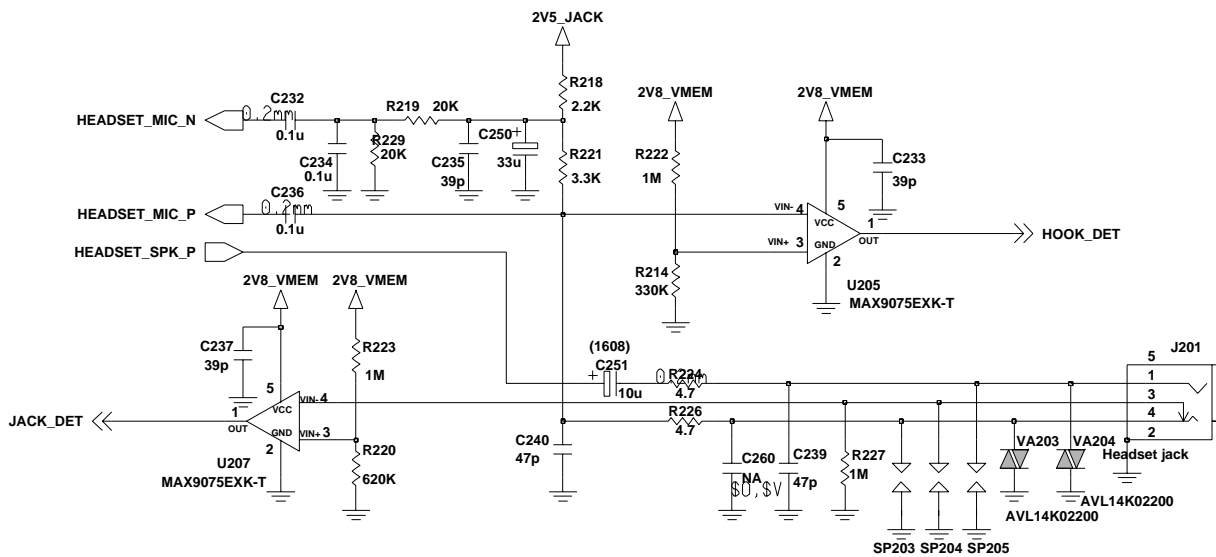 2V5_JACK
R218
2.2K
C232
0.2mm
0.1u
HEADSET_MIC_N
R219 20K
C250
+
33u
C234
0.1u
R229
20K
C235
39p
R221
3.3K
2V8_VMEM
2V8_VMEM
R222
1M
C233
39p
C236
0.2mm
0.1u
HEADSET_MIC_P
VIN- 4
VCC
5
1
OUT
HOOK_DET
VIN+ 3
GND
2
HEADSET_SPK_P
R214
330K
U205
MAX9075EXK-T
2V8_VMEM
2V8_VMEM
C237
39p
R223
1M
(1608)
C251
+
10u
R224
4.7
J201
5
1
3
4
2
Headset jack
JACK_DET
1
OUT
5
VCC
VIN- 4
GND
VIN+ 3
2
U207
MAX9075EXK-T
R220
620K
R226
4.7
C240
47p
C260
NA
$0,$V
C239
47p
R227
1M
VA203
VA204
AVL14K02200
AVL14K02200
SP203 SP204 SP205